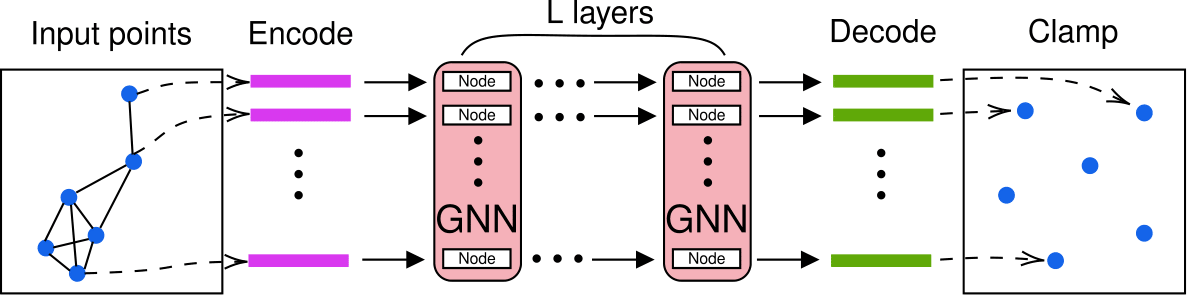 L layers
Input points
Encode
Decode
Clamp
Node
Node
Node
Node
GNN
GNN
Node
Node